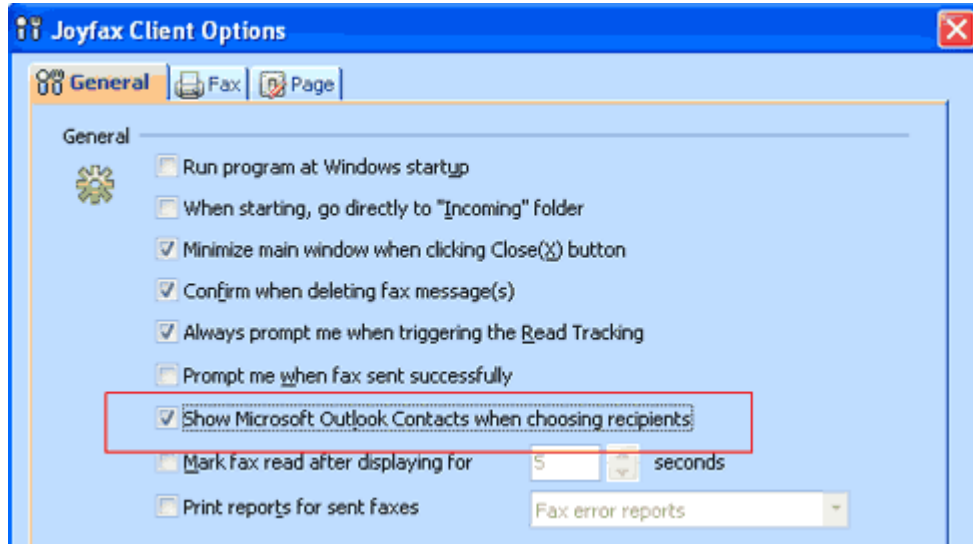 Joyfax Client Options
General Fax Page
General
Run program at Windows startup
When starting, go directly to "Incoming" folder
Minimize main window when clicking Close(X) button
Confirm when deleting fax message(s)
Always prompt me when triggering the Read Tracking
Prompt me when fax sent successfully
Show Microsoft Outlook Contacts when choosing recipients
Mark fax read after displaying for 5 seconds
Print reports for sent faxes Fax error reports